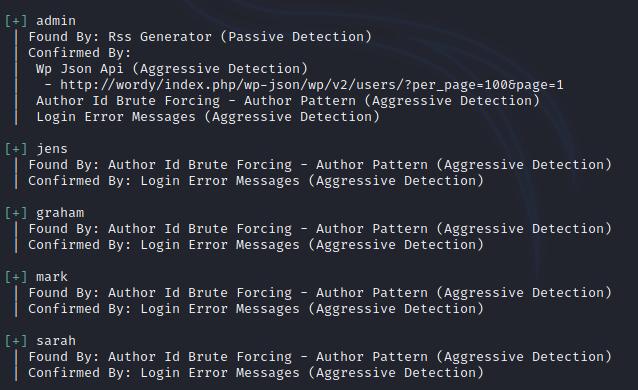 [+] admin
| Found By: Rss Generator (Passive Detection)
| Confirmed By:
|  Wp Json Api (Aggressive Detection)
|   - http://wordy/index.php/wp-json/wp/v2/users/?per_page=100&page=1
|  Author Id Brute Forcing - Author Pattern (Aggressive Detection)
|  Login Error Messages (Aggressive Detection)
[+] jens
| Found By: Author Id Brute Forcing - Author Pattern (Aggressive Detection)
| Confirmed By: Login Error Messages (Aggressive Detection)
[+] graham
| Found By: Author Id Brute Forcing - Author Pattern (Aggressive Detection)
| Confirmed By: Login Error Messages (Aggressive Detection)
[+] mark
| Found By: Author Id Brute Forcing - Author Pattern (Aggressive Detection)
| Confirmed By: Login Error Messages (Aggressive Detection)
[+] sarah
| Found By: Author Id Brute Forcing - Author Pattern (Aggressive Detection)
| Confirmed By: Login Error Messages (Aggressive Detection)